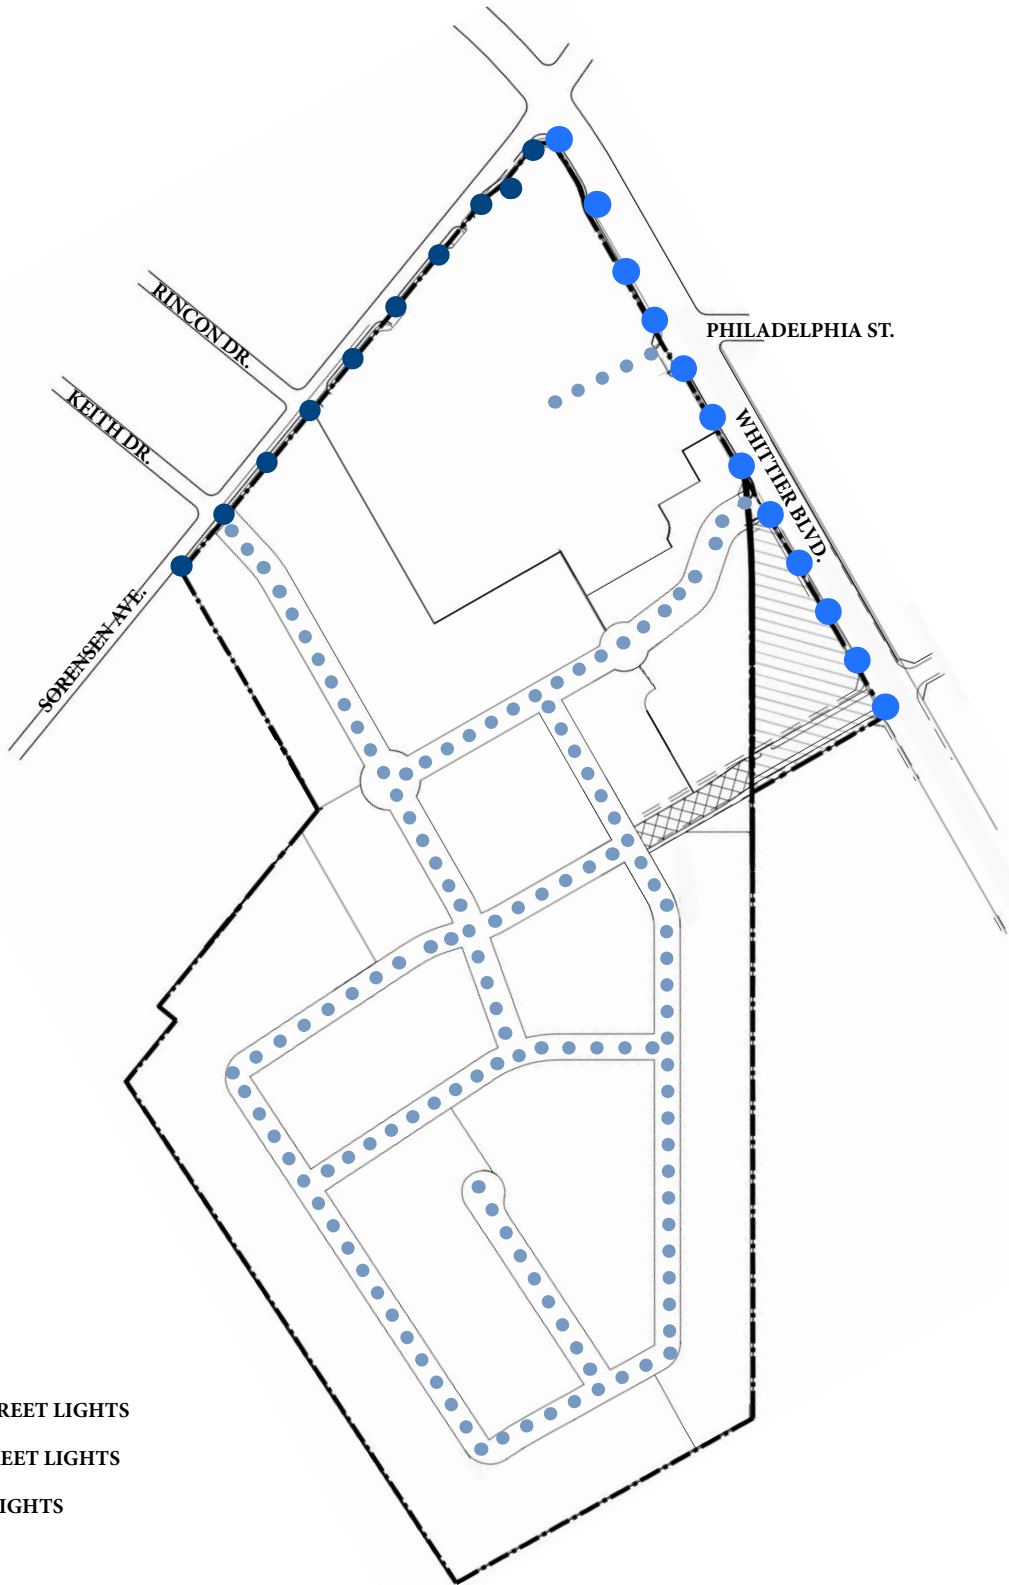 RINCON DR.
PHILADELPHIA ST.
KEITH DR.
WHITTIER BLVD.
SORENSEN AVE.
REET LIGHTS
EET LIGHTS
IGHTS